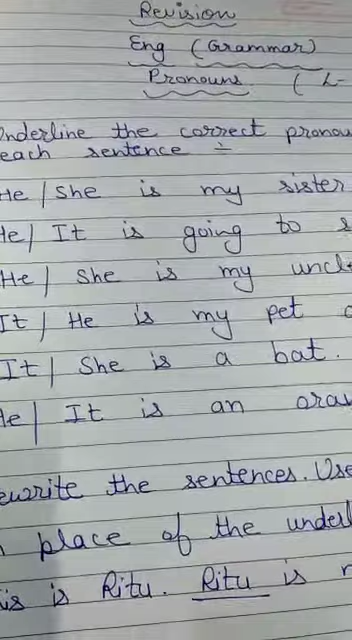 Revision
Eng (Grammar)
Pronouns. (L-
Underline the correct
each sentence :-
He / She is my sister
He / It is going to
He / She is my
It / He is my pet
It / She is a bat.
He / It is an
Rewrite the sentences. Use
in place of the
This is Ritu. Ritu is